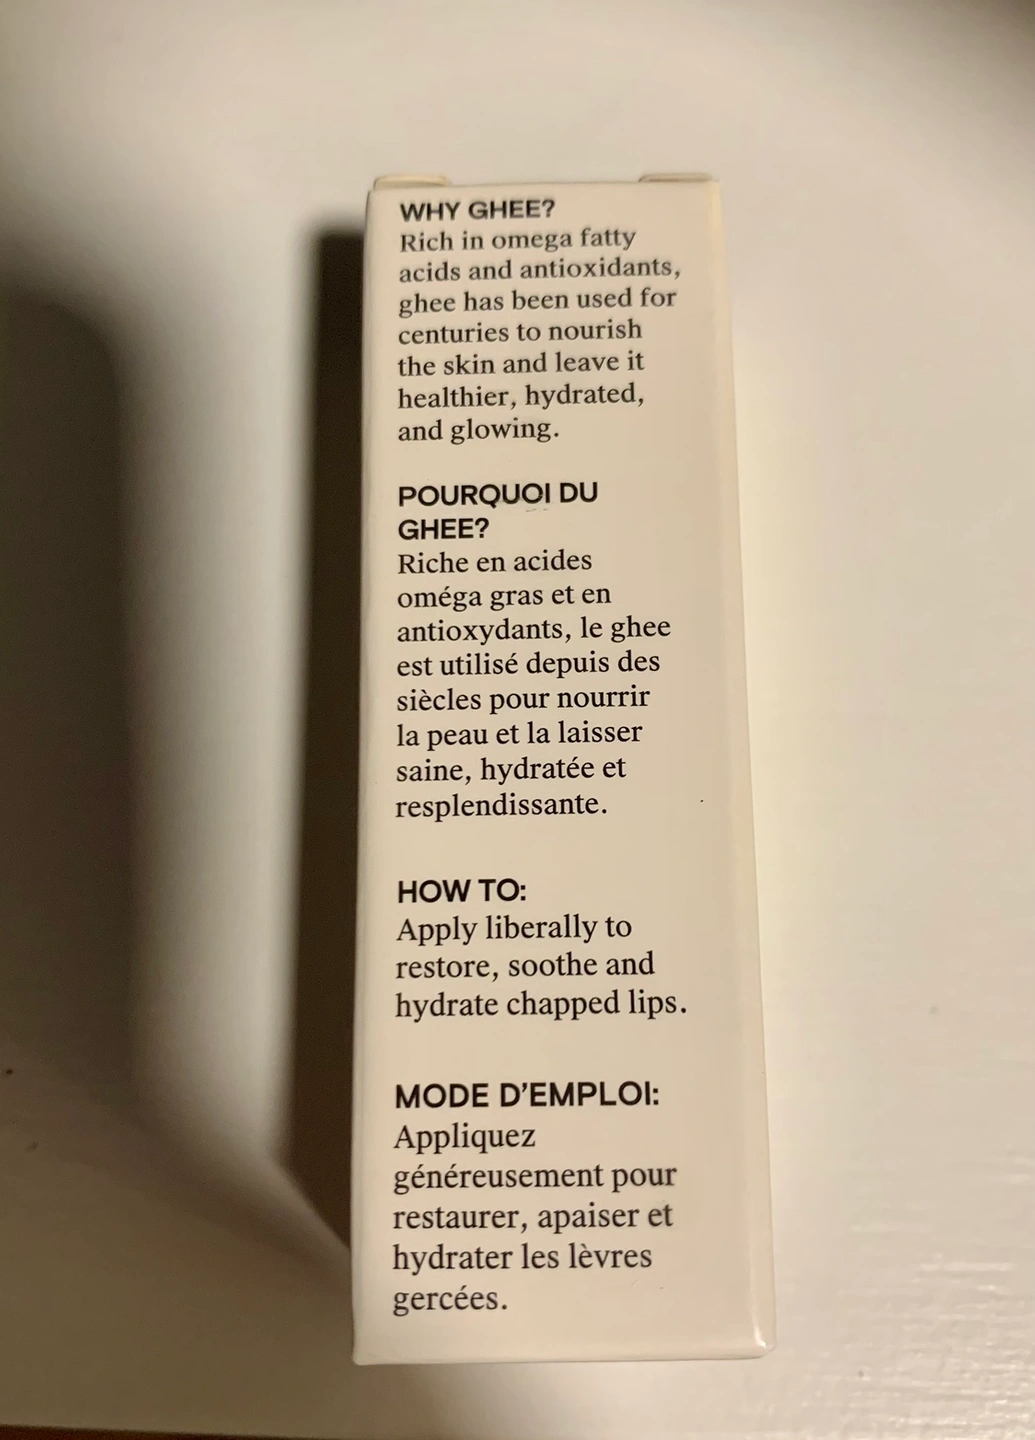 WHY GHEE?
Rich in omega fatty
acids and antioxidants,
ghee has been used for
centuries to nourish
the skin and leave it
healthier, hydrated,
and glowing.
POURQUOI DU
GHEE?
Riche en acides
oméga gras et en
antioxydants, le ghee
est utilisé depuis des
siècles pour nourrir
la peau et la laisser
saine, hydratée et
resplendissante.
HOW TO:
Apply liberally to
restore, soothe and
hydrate chapped lips.
MODE D’EMPLOI:
Appliquez
généreusement pour
restaurer, apaiser et
hydrater les lèvres
gercées.